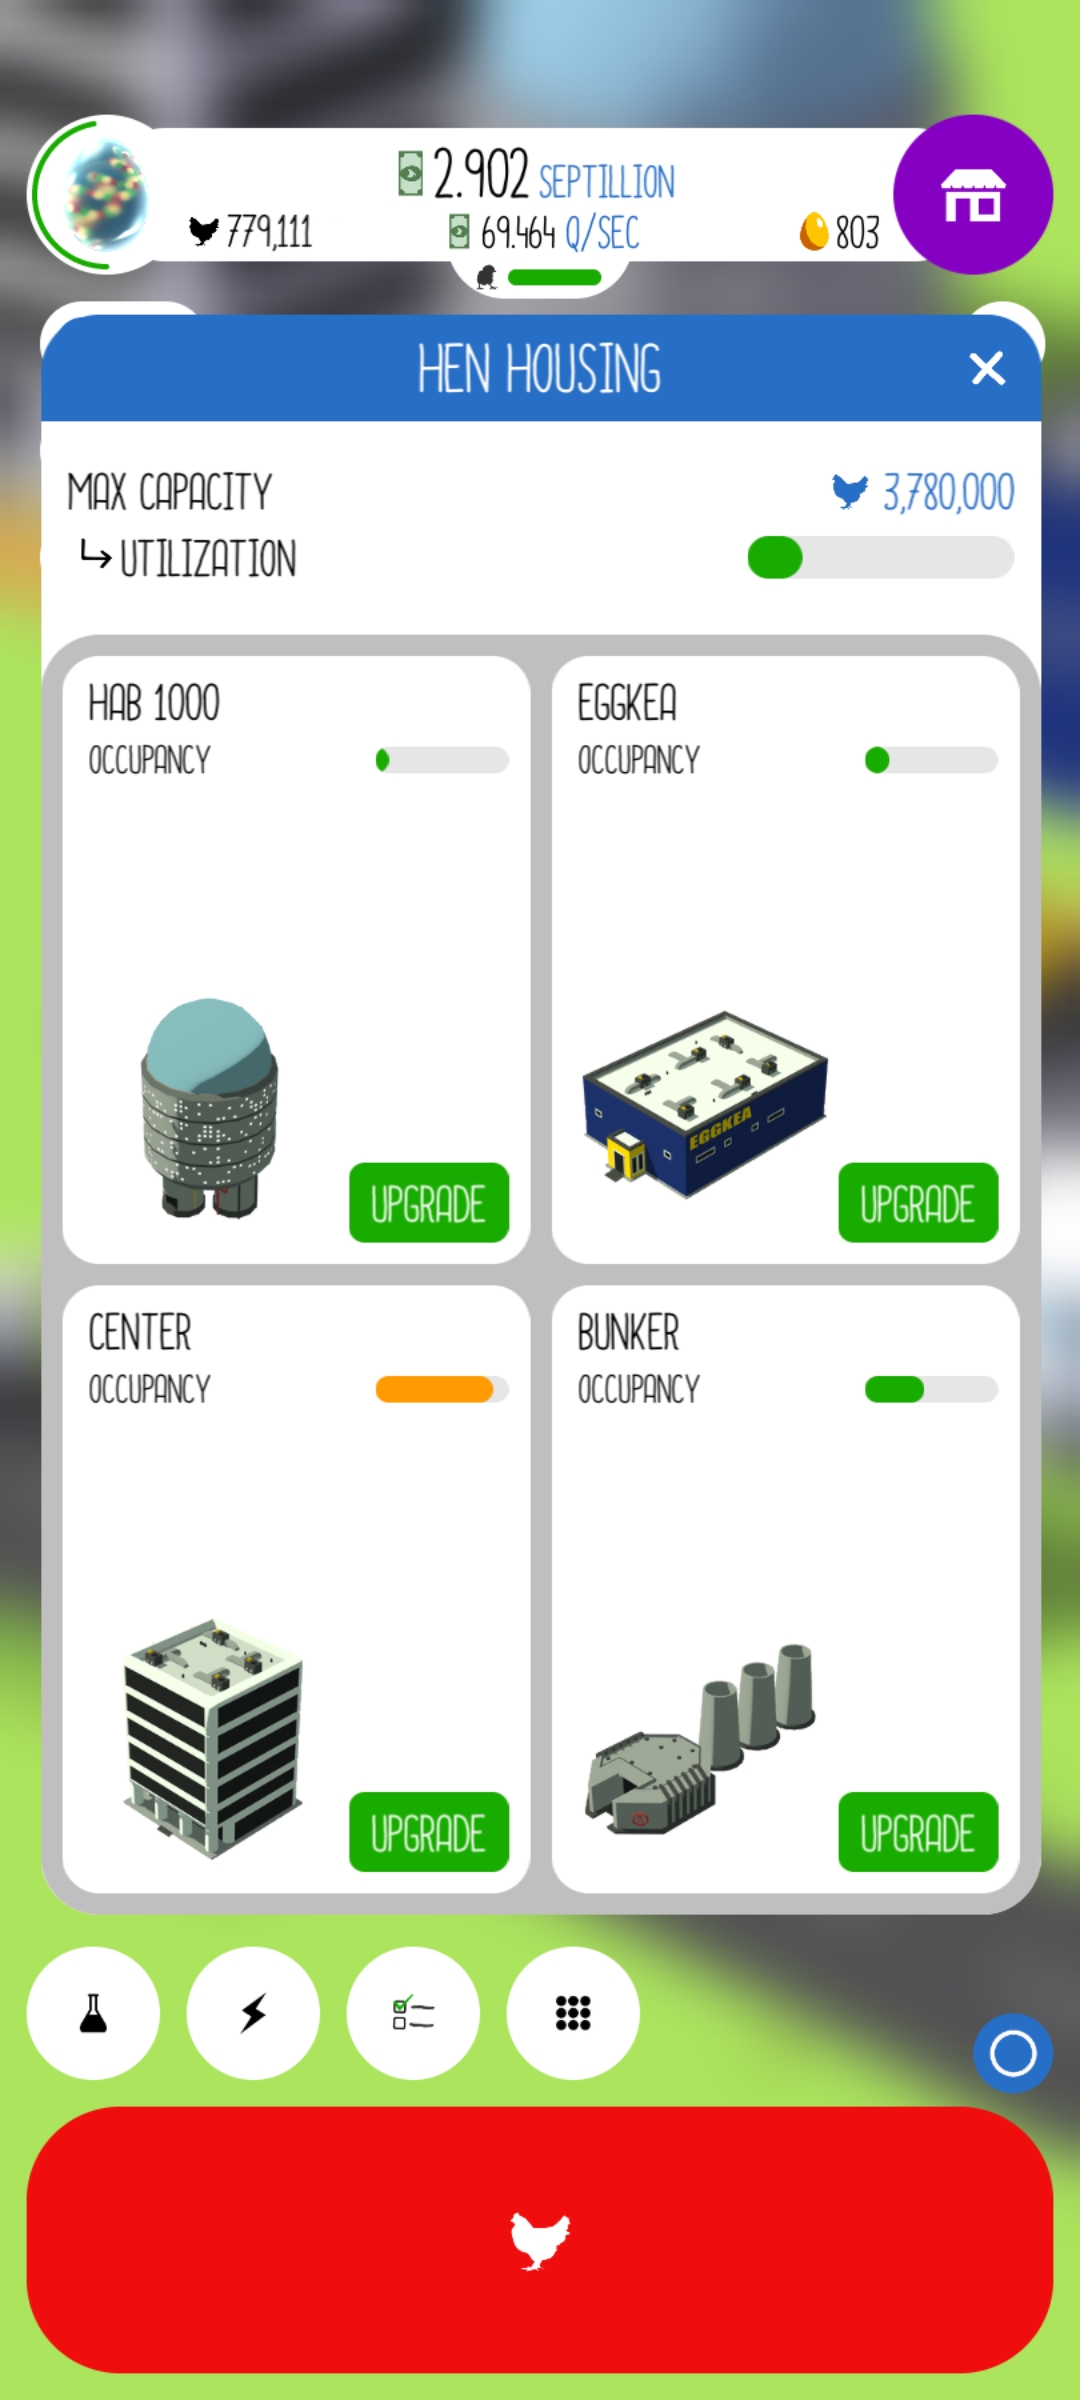 2.902 SEPTILLION
779,111
69.464 Q/SEC
803
HEN HOUSING
MAX CAPACITY
3,780,000
UTILIZATION
HAB 1000
OCCUPANCY
UPGRADE
EGGKEA
OCCUPANCY
EGGKEA
UPGRADE
CENTER
OCCUPANCY
UPGRADE
BUNKER
OCCUPANCY
UPGRADE